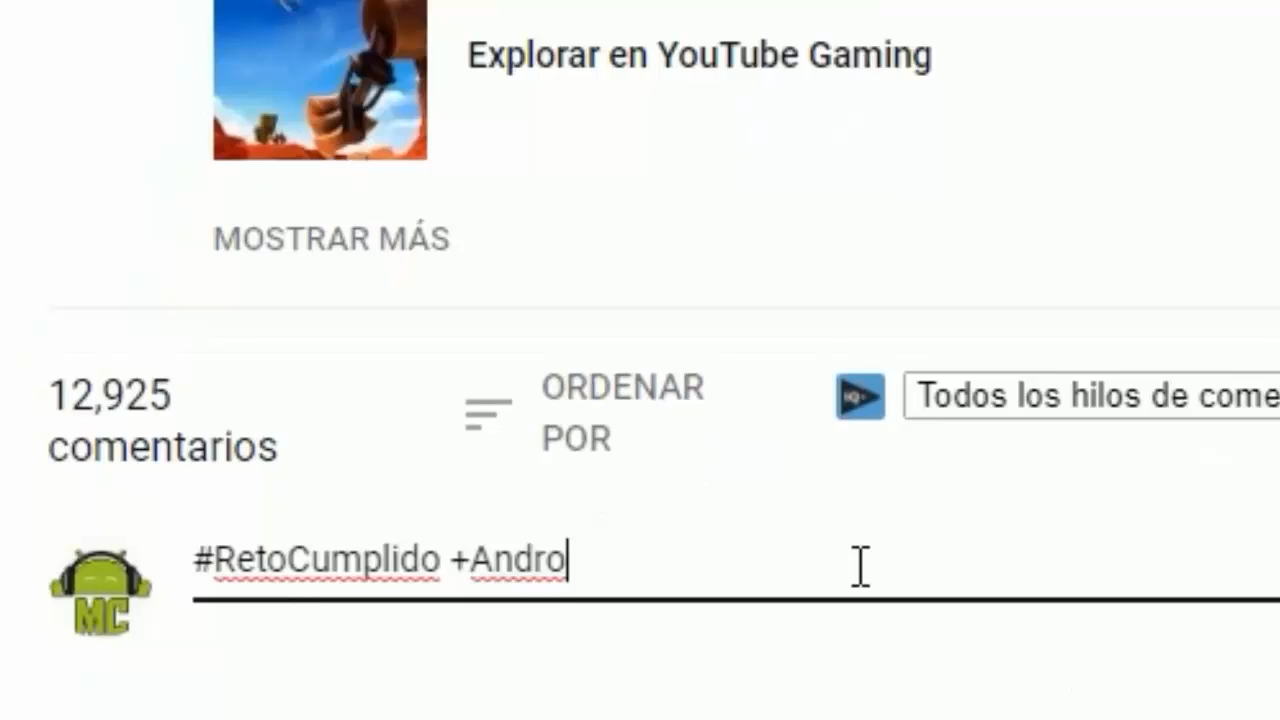 Explorar en YouTube Gaming
MOSTRAR MÁS
12,925
comentarios
ORDENAR
POR
Todos los hilos de come
#RetoCumplido +Andro
MC